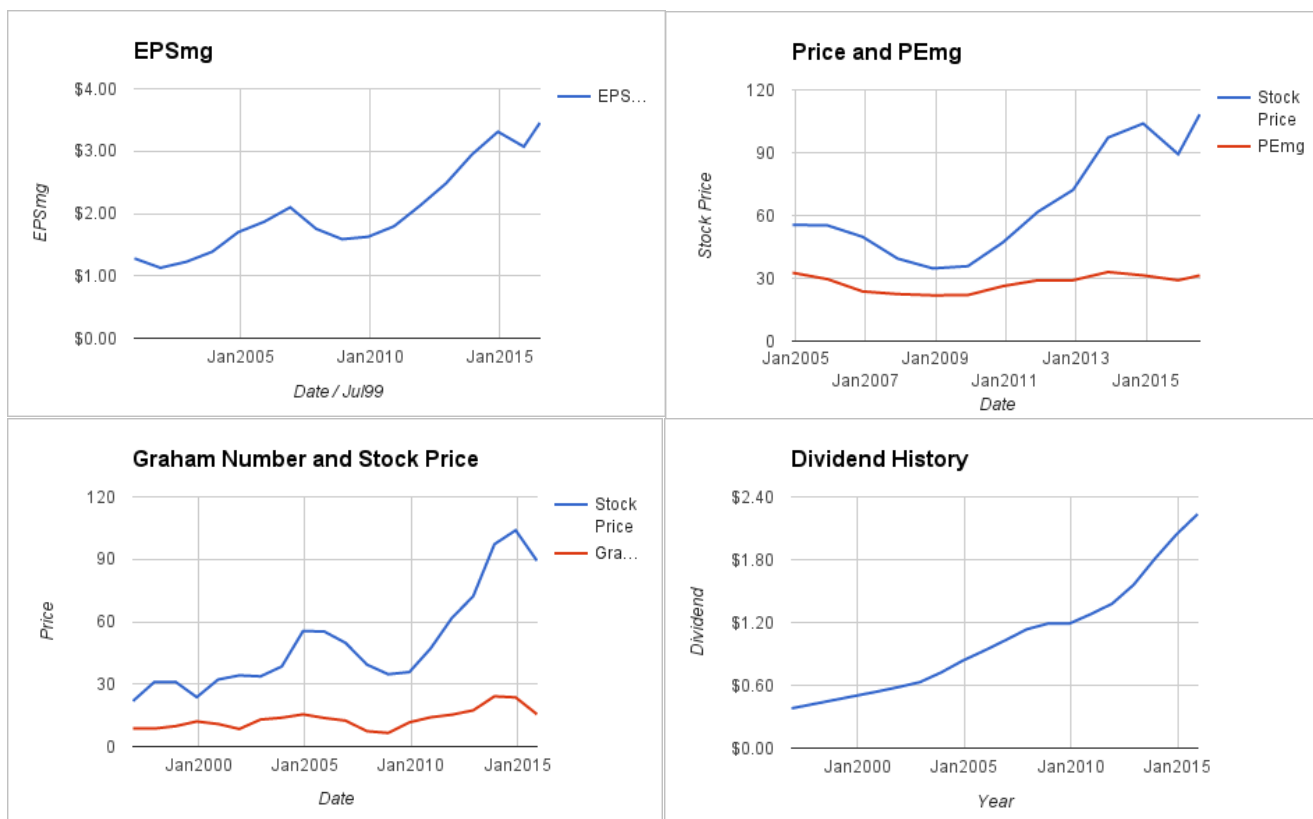 EPSmg
$4.00
$3.00
$2.00
$1.00
$0.00
EPSmg
EPS...
Jan2005
Jan2010
Jan2015
Date / Jul99
Price and PEmg
120
90
60
30
0
Stock Price
Stock
Price
PEmg
Jan2005
Jan2009
Jan2013
Jan2007
Jan2011
Jan2015
Date
Graham Number and Stock Price
120
90
60
30
0
Price
Stock
Price
Gra...
Jan2000
Jan2005
Jan2010
Jan2015
Date
Dividend History
$2.40
$1.80
$1.20
$0.60
$0.00
Dividend
Jan2000
Jan2005
Jan2010
Jan2015
Year